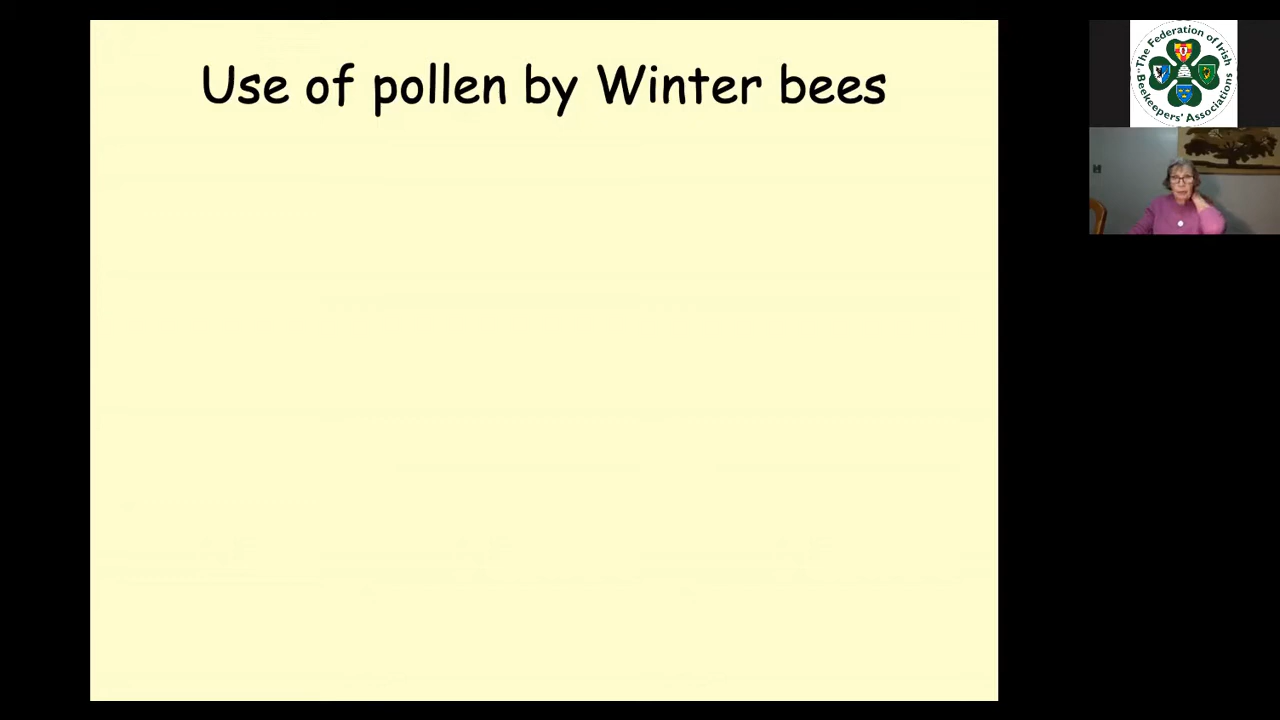 Use of pollen by Winter bees
"The Federation of Irish
Beekeepers' Associations"